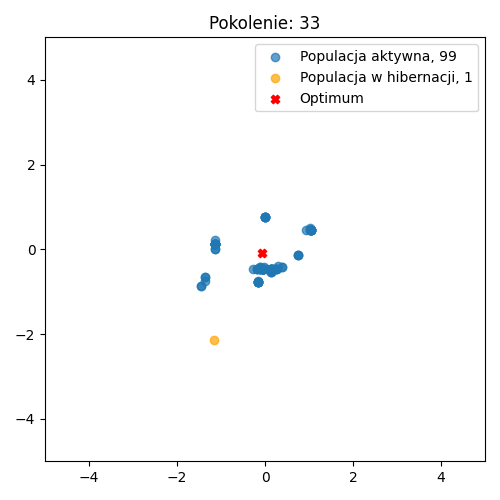 Pokolenie: 33
Populacja aktywna, 99
Populacja w hibernacji, 1
Optimum
4
2
0
−2
−4
−4
−2
0
2
4